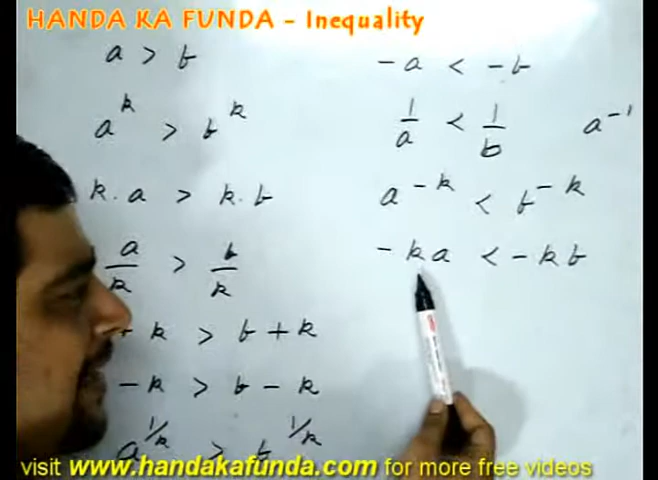 HANDA KA FUNDA - Inequality
a > b
-a < -b
a^k > b^k
1/a < 1/b
a^-1
k.a > k.b
a^-k < b^-k
a/k > b/k
-ka < -kb
+ k > b + k
- k > b - k
a^1/k > b^1/k
visit www.handakafunda.com for more free videos